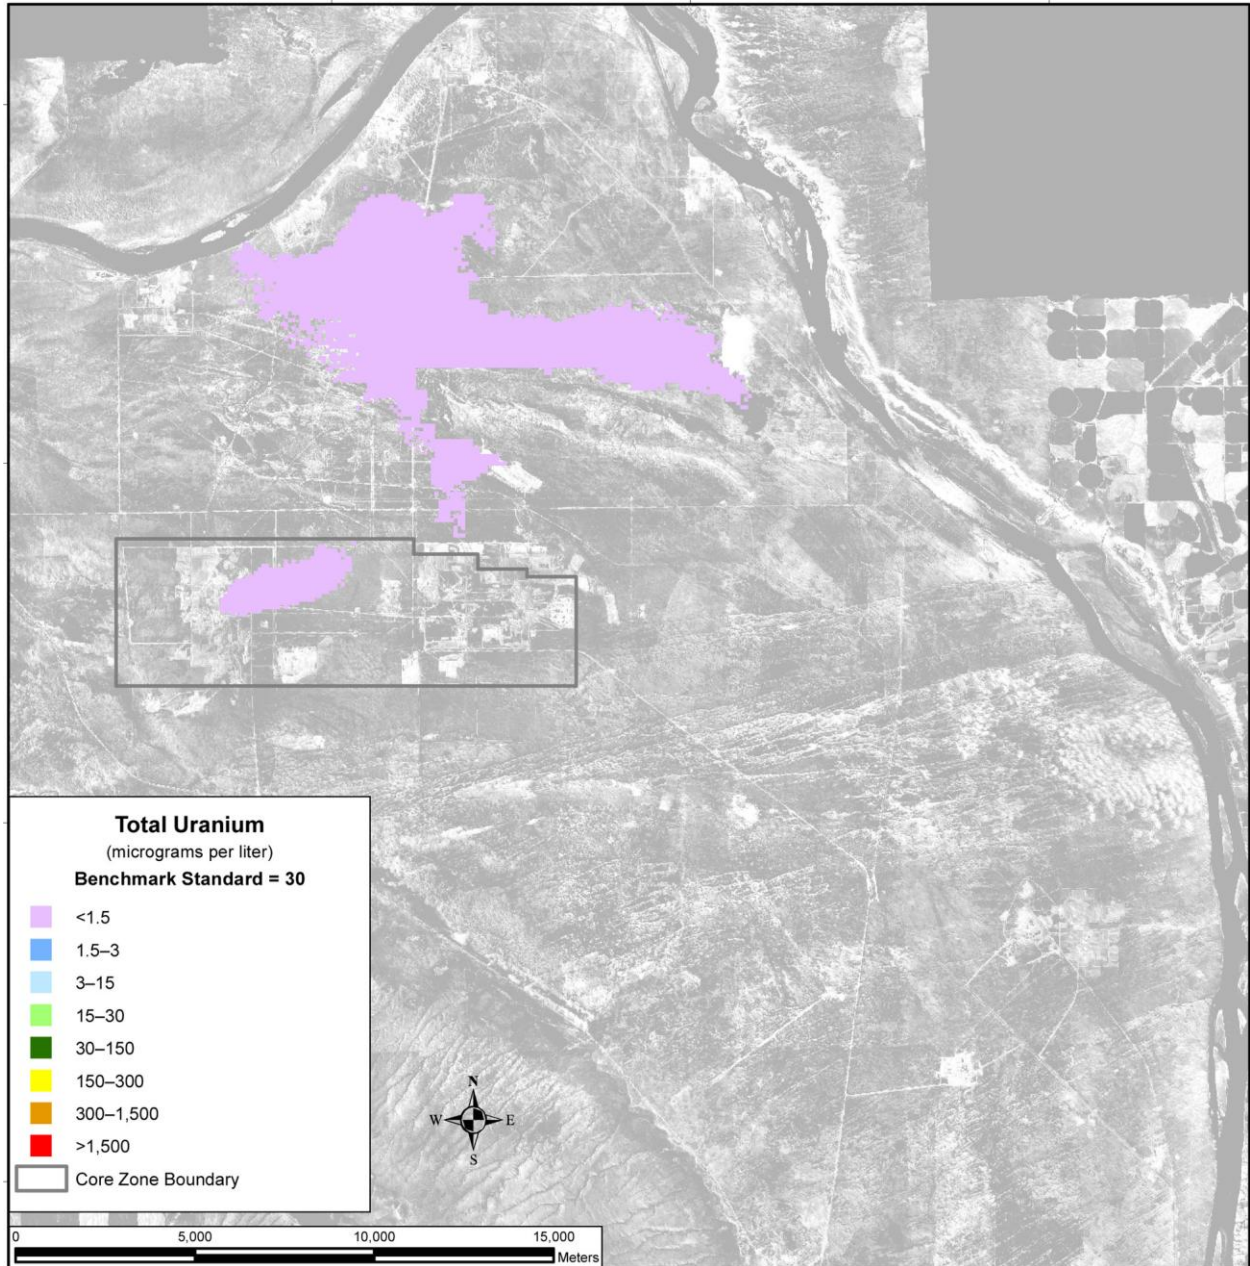 Total Uranium
(micrograms per liter)
Benchmark Standard = 30
<1.5
1.5–3
3–15
15–30
30–150
150–300
300–1,500
>1,500
Core Zone Boundary
N
W E
S
0 5,000 10,000 15,000
Meters